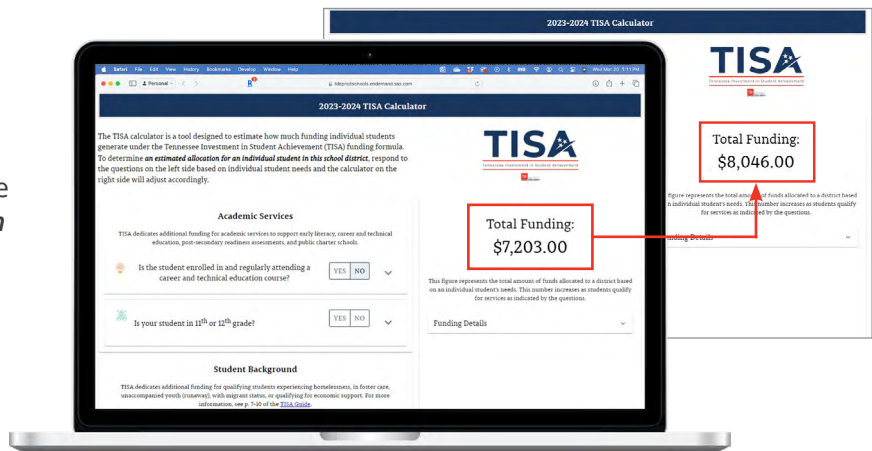 2023-2024 TISA Calculator
TISA
Tennessee Investment in Student Achievement
Total Funding:
$8,046.00
figure represents the total amount of funds allocated to a district based
n individual student's needs. This number increases as students qualify
for services as indicated by the questions.
nding Details
e
n
Safari File Edit View History Bookmarks Develop Window Help
Wed Mar 20 1:11 PM
Personal
2023-2024 TISA Calculator
The TISA calculator is a tool designed to estimate how much funding individual students
generate under the Tennessee Investment in Student Achievement (TISA) funding formula.
To determine an estimated allocation for an individual student in this school district, respond to
the questions on the left side based on individual student needs and the calculator on the
right side will adjust accordingly.
Academic Services
TISA dedicates additional funding for academic services to support early literacy, career and technical
education, post-secondary readiness assessments, and public charter schools.
Is the student enrolled in and regularly attending a
career and technical education course?
YES NO
Is your student in 11th or 12th grade?
YES NO
Student Background
TISA dedicates additional funding for qualifying students experiencing homelessness, in foster care,
unaccompanied youth (runaway), with migrant status, or qualifying for economic support. For more
information, see p. 7-10 of the TISA Guide.
TISA
Tennessee Investment in Student Achievement
Total Funding:
$7,203.00
This figure represents the total amount of funds allocated to a district based
on an individual student's needs. This number increases as students qualify
for services as indicated by the questions.
Funding Details